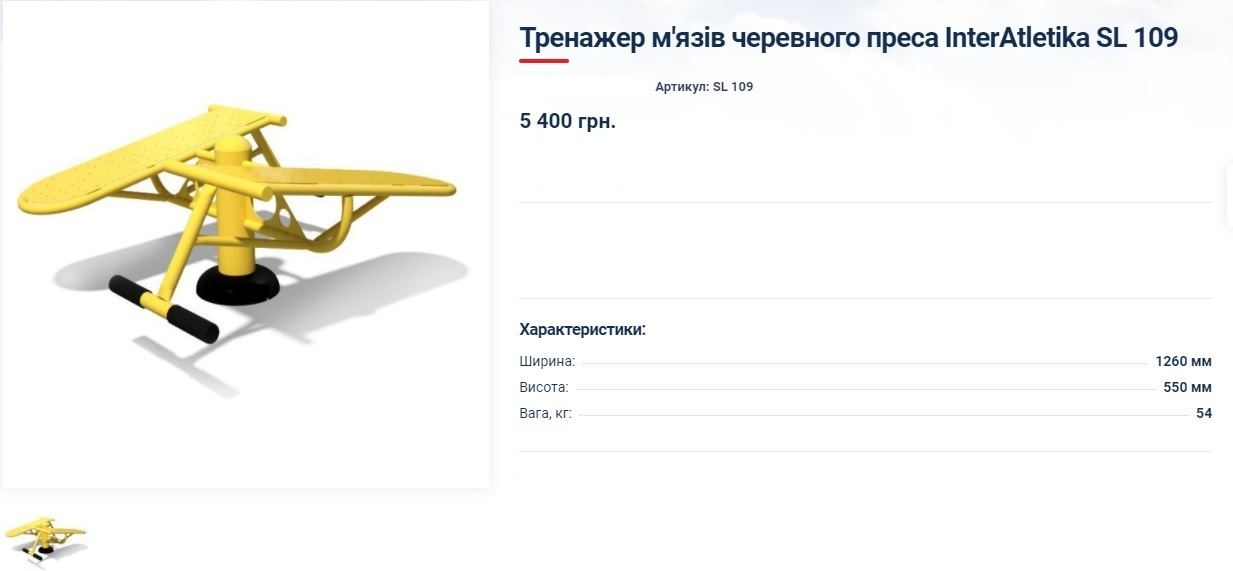 Тренажер м'язів черевного преса InterAtletika SL 109
Артикул: SL 109
5 400 грн.
Характеристики:
Ширина: 1260 мм
Висота: 550 мм
Вага, кг: 54